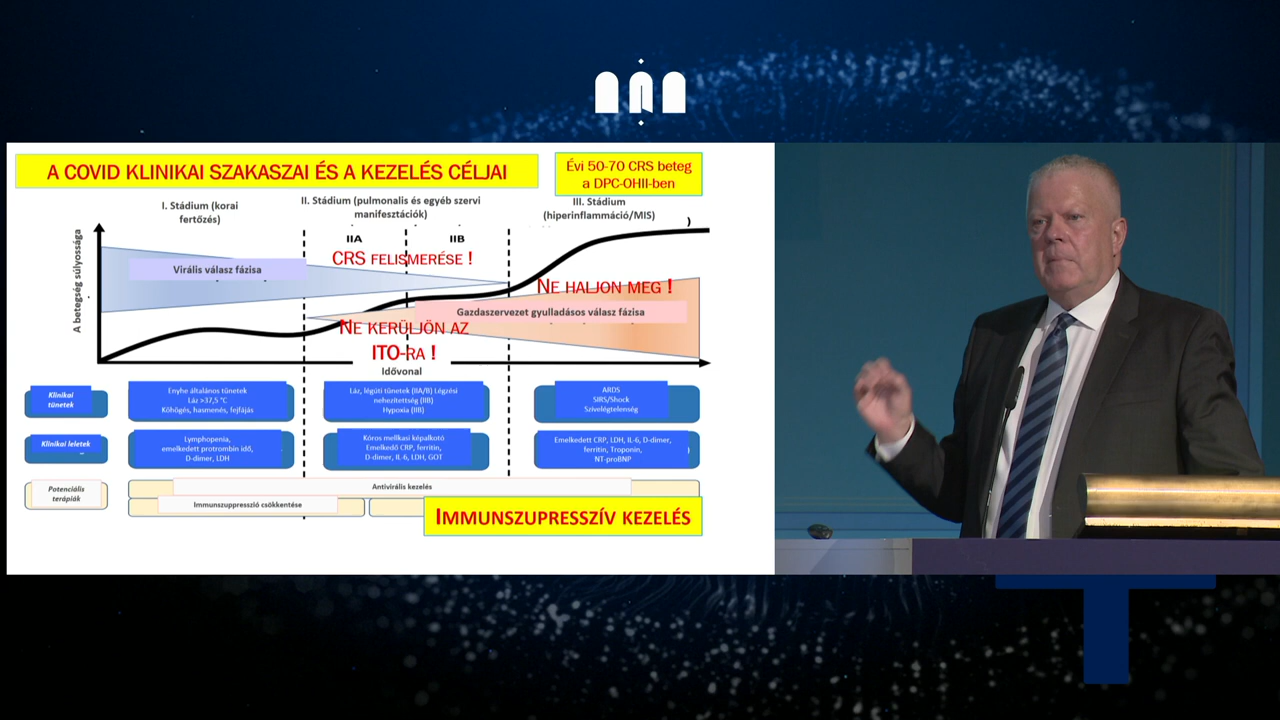 A COVID KLINIKAI SZAKASZAI ÉS A KEZELÉS CÉLJAI
Évi 50-70 CRS beteg
a DPC-OHII-ben
I. Stádium (korai
fertőzés)
II. Stádium (pulmonalis és egyéb szervi
manifesztációk)
III. Stádium
(hiperinflammáció/MIS)
)
IIA
IIB
A betegség súlyossága
CRS FELISMERÉSE !
Virális válasz fázisa
NE HALJON MEG !
Gazdaszervezet gyulladásos válasz fázisa
NE KERÜLJÖN AZ
ITO-RA !
Idővonal
Klinikai
tünetek
Enyhe általános tünetek
Láz >37,5 °C
Köhögés, hasmenés, fejfájás
Láz, légúti tünetek (IIA/B) Légzési
nehezítettség (IIB)
Hypoxia (IIB)
ARDS
SIRS/Shock
Szívelégtelenség
Klinikai leletek
Lymphopenia,
emelkedett protrombin idő,
D-dimer, LDH
Kóros mellkasi képalkotó
Emelkedő CRP, ferritin,
D-dimer, IL-6, LDH, GOT
Emelkedett CRP, LDH, IL-6, D-dimer,
ferritin, Troponin,
NT-proBNP
)
Potenciális
terápiák
Antivirális kezelés
Immunszuppresszió csökkentése
IMMUNSZUPRESSZÍV KEZELÉS